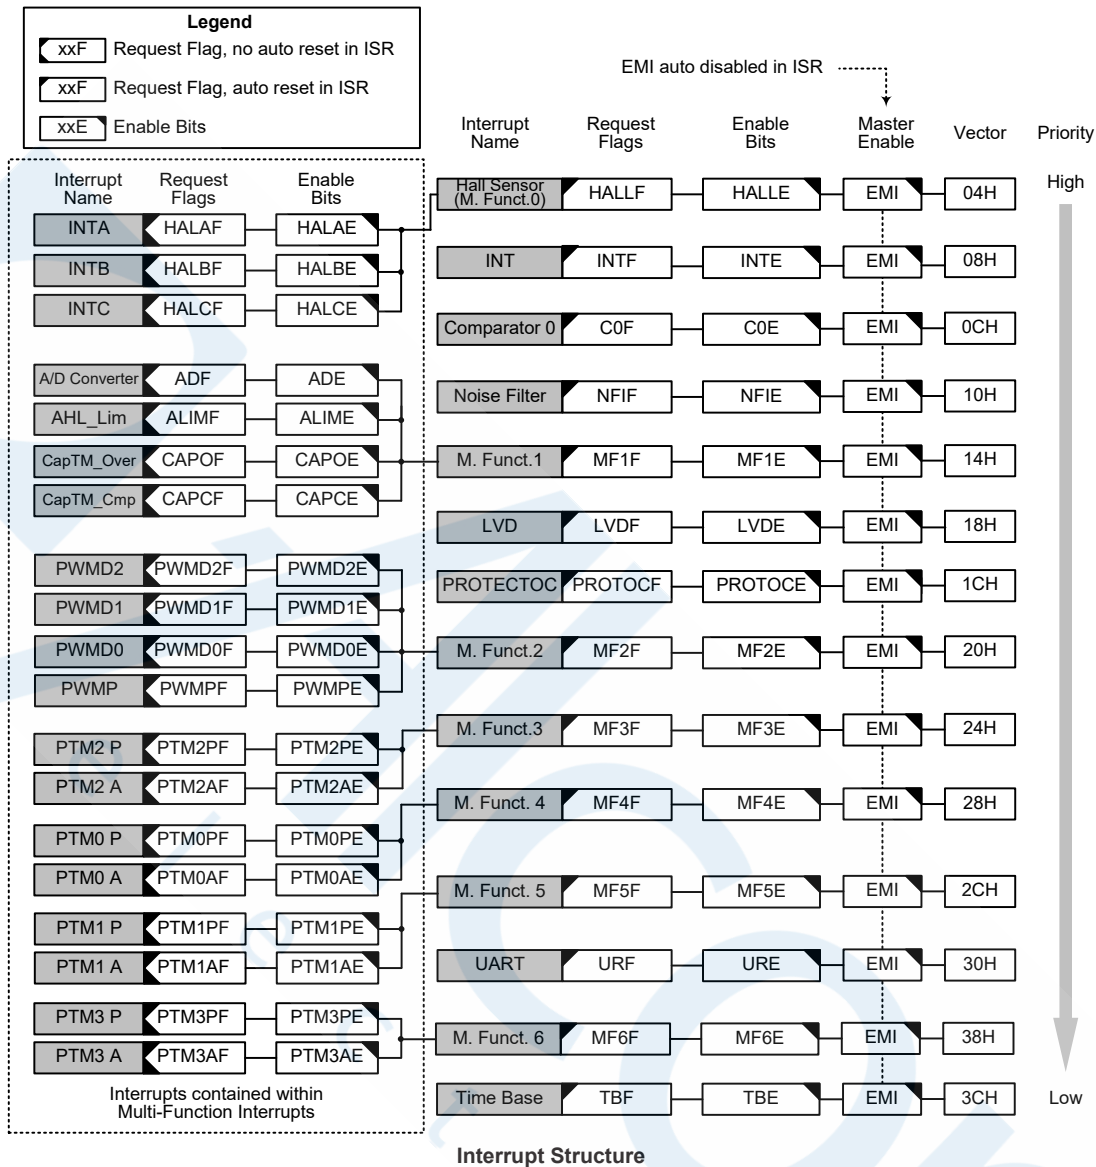 Legend
xxF Request Flag, no auto reset in ISR
xxF Request Flag, auto reset in ISR
xxE Enable Bits
EMI auto disabled in ISR
Interrupt Name Request Flags Enable Bits Master Enable Vector Priority
Hall Sensor
(M. Funct.0) HALLF HALLE EMI 04H High
INT INTF INTE EMI 08H
Comparator 0 C0F C0E EMI 0CH
Noise Filter NFIF NFIE EMI 10H
M. Funct.1 MF1F MF1E EMI 14H
LVD LVDF LVDE EMI 18H
PROTECTOC PROTOCF PROTOCE EMI 1CH
M. Funct.2 MF2F MF2E EMI 20H
M. Funct.3 MF3F MF3E EMI 24H
M. Funct. 4 MF4F MF4E EMI 28H
M. Funct. 5 MF5F MF5E EMI 2CH
UART URF URE EMI 30H
M. Funct. 6 MF6F MF6E EMI 38H
Time Base TBF TBE EMI 3CH Low
Interrupt Name Request Flags Enable Bits
INTA HALAF HALAE
INTB HALBF HALBE
INTC HALCF HALCE
A/D Converter ADF ADE
AHL_Lim ALIMF ALIME
CapTM_Over CAPOF CAPOE
CapTM_Cmp CAPCF CAPCE
PWMD2 PWMD2F PWMD2E
PWMD1 PWMD1F PWMD1E
PWMD0 PWMD0F PWMD0E
PWMP PWMPF PWMPE
PTM2 P PTM2PF PTM2PE
PTM2 A PTM2AF PTM2AE
PTM0 P PTM0PF PTM0PE
PTM0 A PTM0AF PTM0AE
PTM1 P PTM1PF PTM1PE
PTM1 A PTM1AF PTM1AE
PTM3 P PTM3PF PTM3PE
PTM3 A PTM3AF PTM3AE
Interrupts contained within
Multi-Function Interrupts
Interrupt Structure